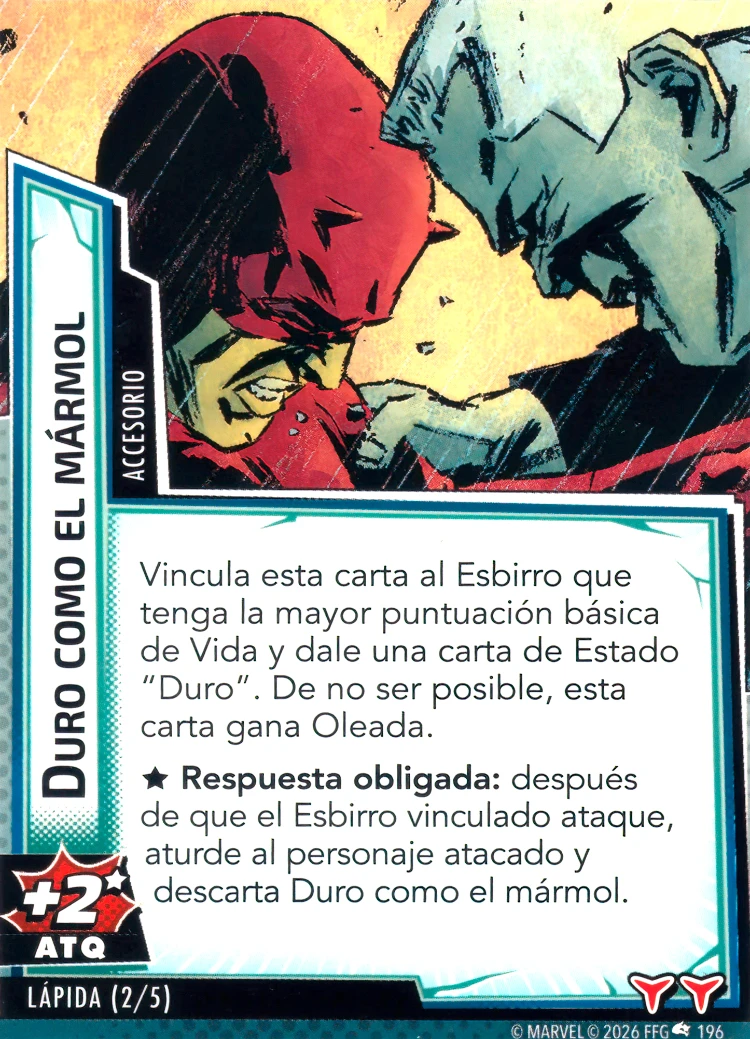 DURO COMO EL MÁRMOL
ACCESORIO
Vincula esta carta al Esbirro que
tenga la mayor puntuación básica
de Vida y dale una carta de Estado
“Duro”. De no ser posible, esta
carta gana Oleada.
★ Respuesta obligada: después
de que el Esbirro vinculado ataque,
aturde al personaje atacado y
descarta Duro como el mármol.
+2★
ATQ
LÁPIDA (2/5)
© MARVEL © 2026 FFG 196